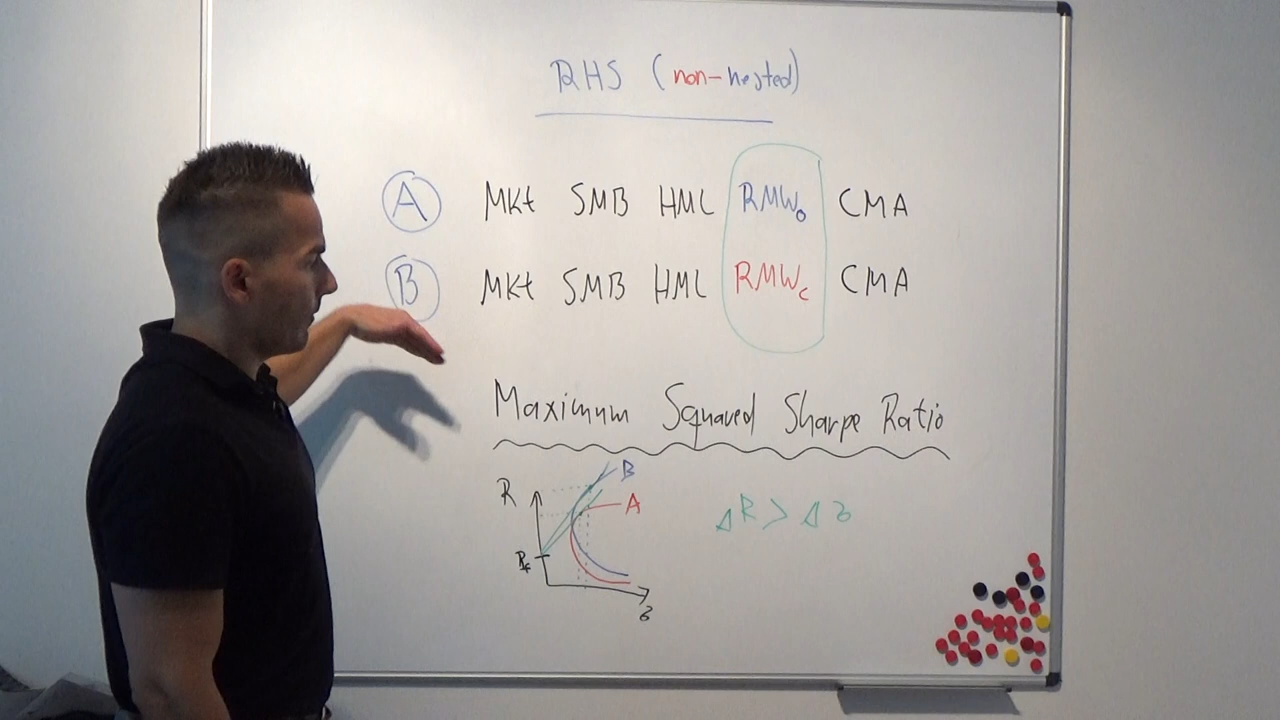 RHS (non-nested)
A Mkt SMB HML RMWo CMA
B Mkt SMB HML RMWc CMA
Maximum Squared Sharpe Ratio
B
R
A
ΔR > Δσ
Rf
σ